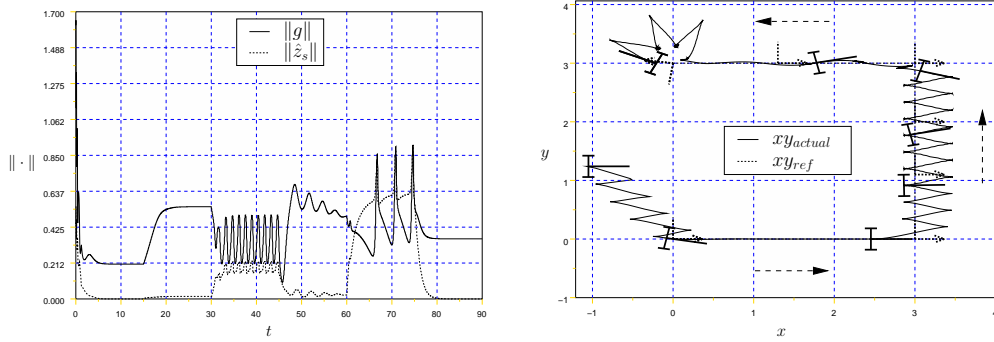 1.700
1.488
1.275
1.062
0.850
0.637
0.425
0.212
0.000
‖ · ‖
‖g‖
‖ẑₛ‖
0 10 20 30 40 50 60 70 80 90
t
4
3
2
1
0
−1
y
xy_actual
xy_ref
−1 0 1 2 3 4
x